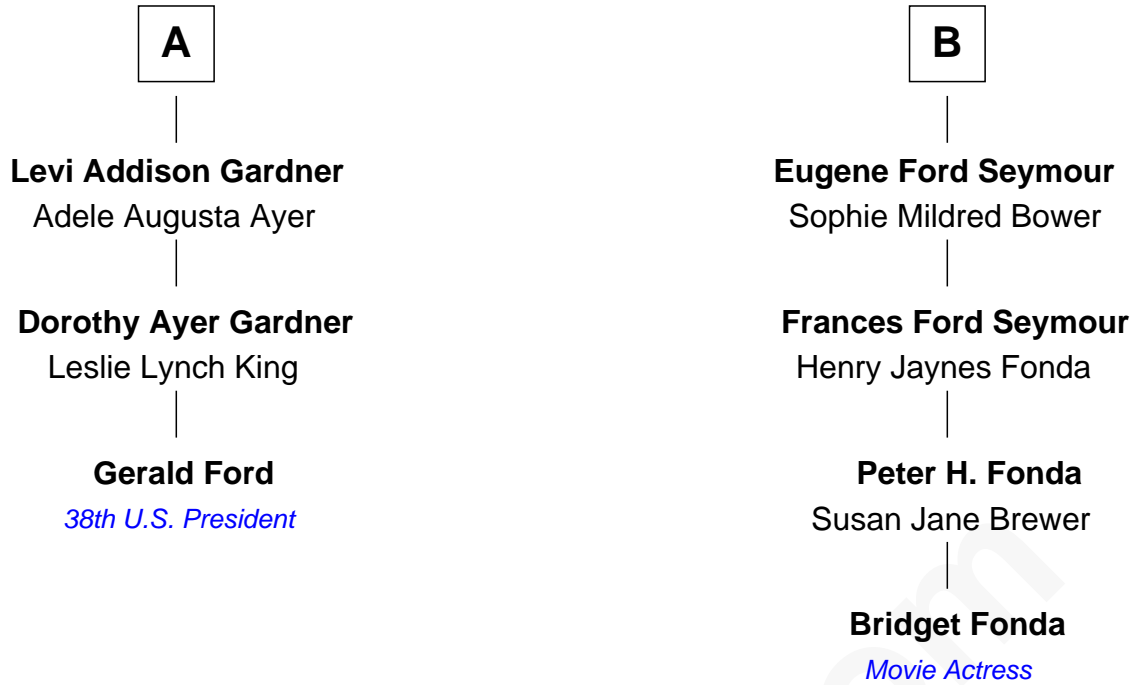 A
Levi Addison Gardner
Adele Augusta Ayer
Dorothy Ayer Gardner
Leslie Lynch King
Gerald Ford
38th U.S. President
B
Eugene Ford Seymour
Sophie Mildred Bower
Frances Ford Seymour
Henry Jaynes Fonda
Peter H. Fonda
Susan Jane Brewer
Bridget Fonda
Movie Actress
om